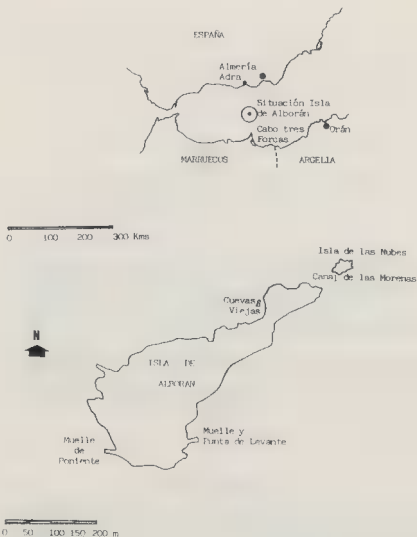 ESPAÑA
Almería
Adra
Situación Isla
de Alborán
Cabo tres
Forcas
Orán
MARRUECOS
ARGELIA
0 100 200 300 Kms
Isla de las Nubes
Canal de las Morenas
Cuevas
Viejas
N
ISLA DE
ALBORAN
Muelle y
Punta de Levante
Muelle
de
Poniente
0 50 100 150 200 m